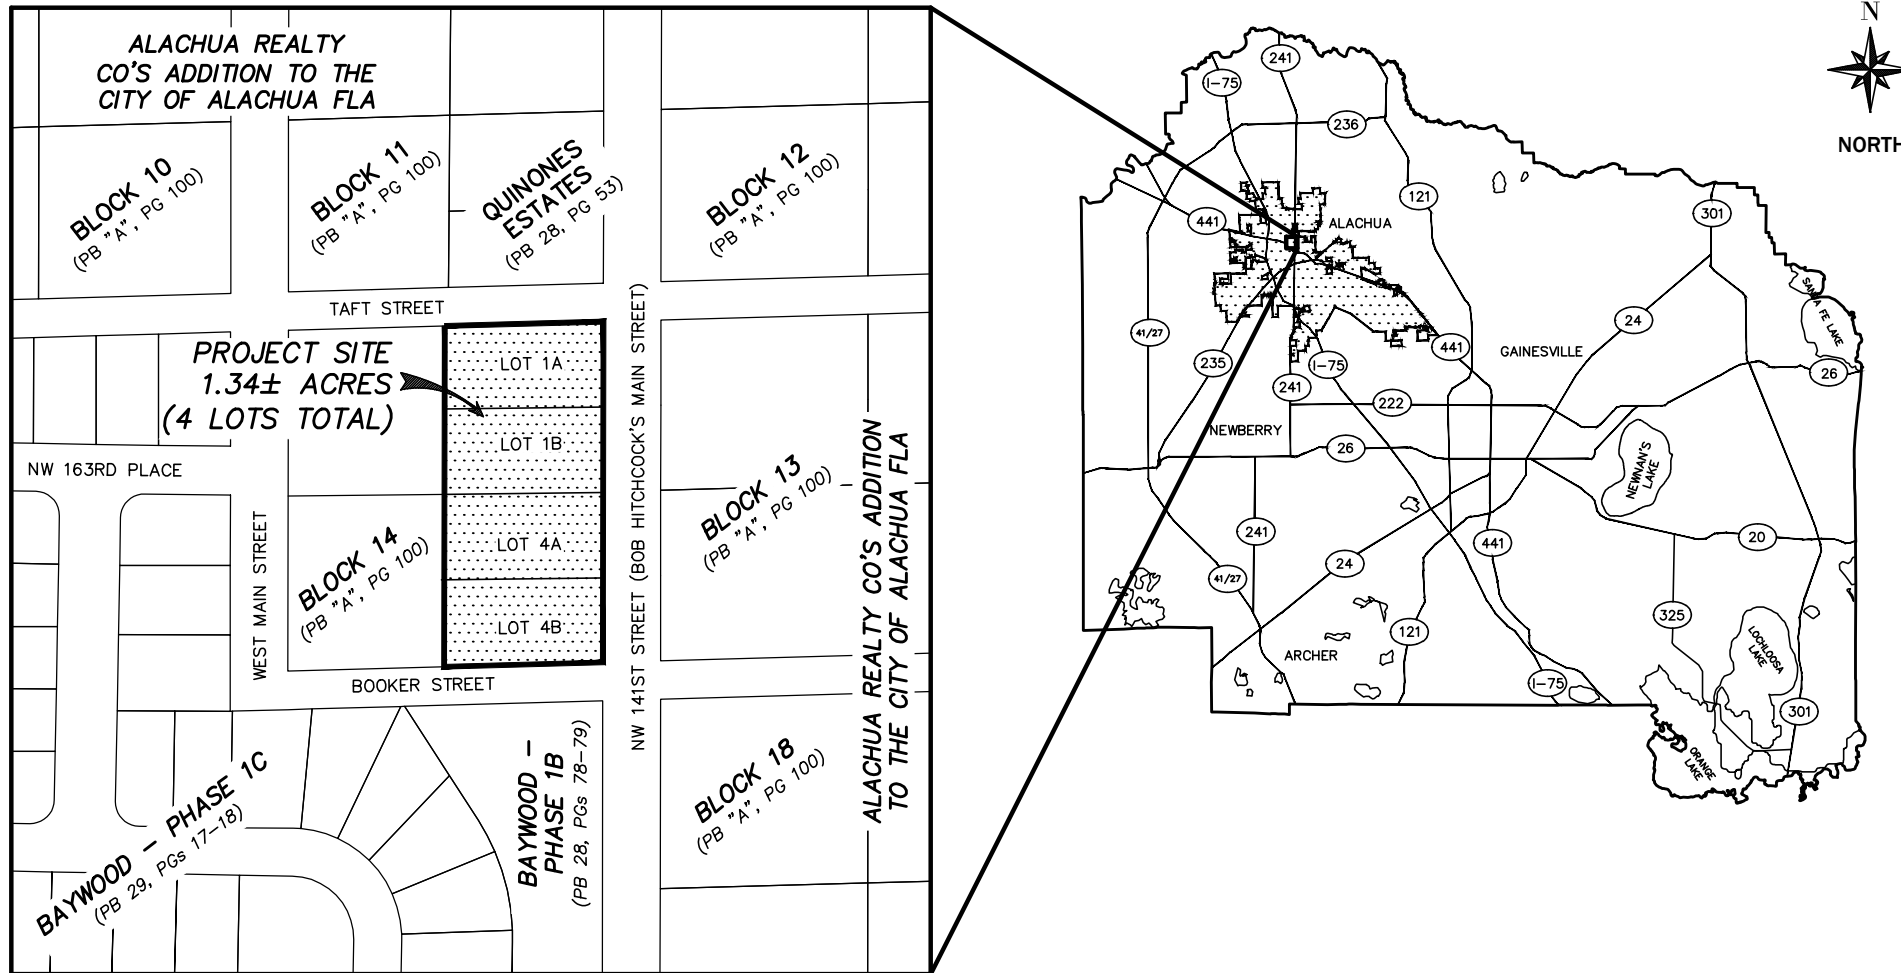 ALACHUA REALTY
CO'S ADDITION TO THE
CITY OF ALACHUA FLA
BLOCK 10
(PB "A", PG 100)
BLOCK 11
(PB "A", PG 100)
QUINONES
ESTATES
(PB 28, PG 53)
BLOCK 12
(PB "A", PG 100)
TAFT STREET
PROJECT SITE
1.34± ACRES
(4 LOTS TOTAL)
LOT 1A
LOT 1B
LOT 4A
LOT 4B
NW 163RD PLACE
WEST MAIN STREET
BLOCK 14
(PB "A", PG 100)
NW 141ST STREET (BOB HITCHCOCK'S MAIN STREET)
BLOCK 13
(PB "A", PG 100)
ALACHUA REALTY CO'S ADDITION
TO THE CITY OF ALACHUA FLA
BOOKER STREET
BAYWOOD - PHASE 1C
(PB 29, PGs 17-18)
BAYWOOD -
PHASE 1B
(PB 28, PGs 78-79)
BLOCK 18
(PB "A", PG 100)
N
NORTH
241
I-75
236
121
441
ALACHUA
301
SANTA FE LAKE
24
41/27
235
I-75
441
GAINESVILLE
26
241
222
NEWBERRY
26
NEWNAN'S
LAKE
241
441
20
24
41/27
325
121
LOCHLOOSA
LAKE
ARCHER
I-75
301
ORANGE
LAKE